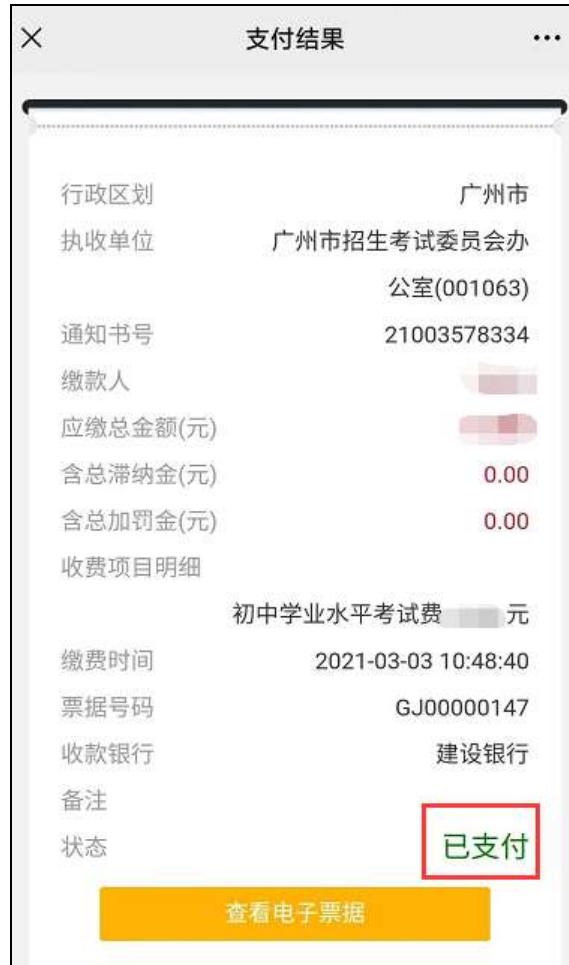 支付结果
行政区划 广州市
执收单位 广州市招生考试委员会办
公室(001063)
通知书号 21003578334
缴款人
应缴总金额(元)
含总滞纳金(元) 0.00
含总加罚金(元) 0.00
收费项目明细
初中学业水平考试费 元
缴费时间 2021-03-03 10:48:40
票据号码 GJ00000147
收款银行 建设银行
备注
状态 已支付
查看电子票据